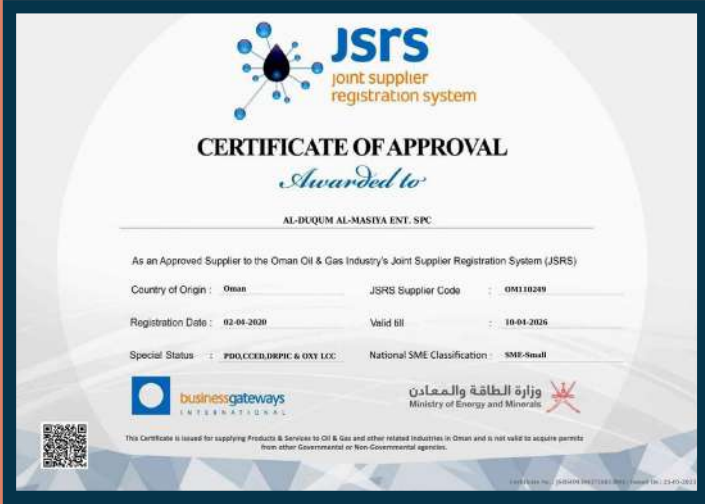 jsrs
joint supplier
registration system
CERTIFICATE OF APPROVAL
Awarded to
AL-DUQUM AL-MASIYA ENT. SPC
As an Approved Supplier to the Oman Oil & Gas Industry's Joint Supplier Registration System (JSRS)
Country of Origin : Oman JSRS Supplier Code : OM110249
Registration Date : 02-04-2020 Valid till : 10-04-2026
Special Status : PDO,CCED,DRPIC & OXY LCC National SME Classification : SME-Small
businessgateways
INTERNATIONAL
وزارة الطاقة والمعادن
Ministry of Energy and Minerals
This Certificate is issued for supplying Products & Services to Oil & Gas and other related industries in Oman and is not valid to acquire permits
from other Governmental or Non-Governmental agencies.
Certificate No.